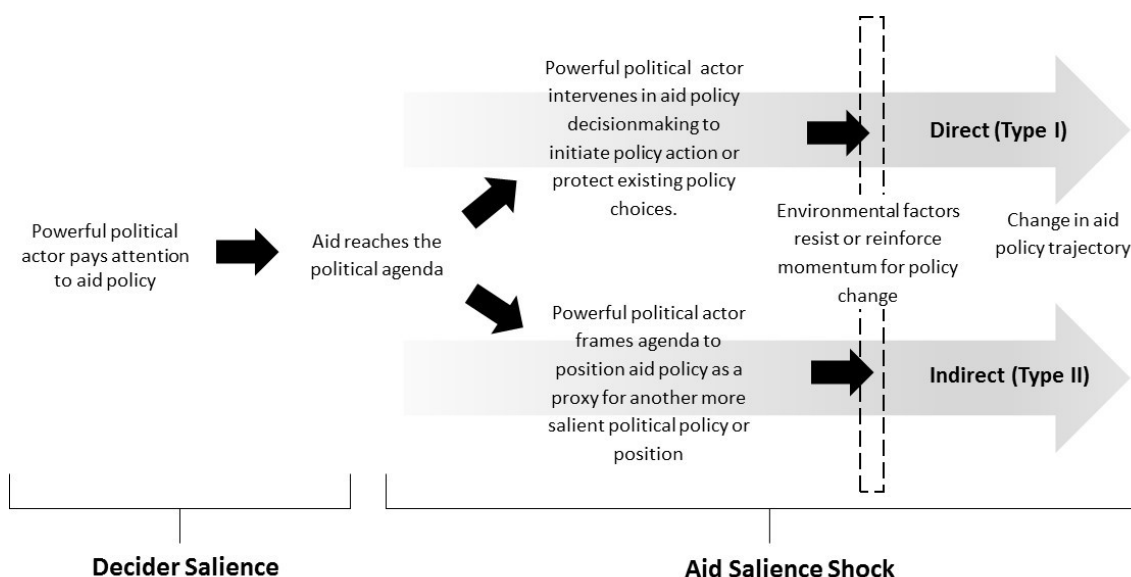 Powerful political
actor pays attention
to aid policy
Aid reaches the
political agenda
Powerful political actor
intervenes in aid policy
decisionmaking to
initiate policy action or
protect existing policy
choices.
Direct (Type I)
Environmental factors
resist or reinforce
momentum for policy
change
Change in aid
policy trajectory
Powerful political actor
frames agenda to
position aid policy as a
proxy for another more
salient political policy or
position
Indirect (Type II)
Decider Salience
Aid Salience Shock